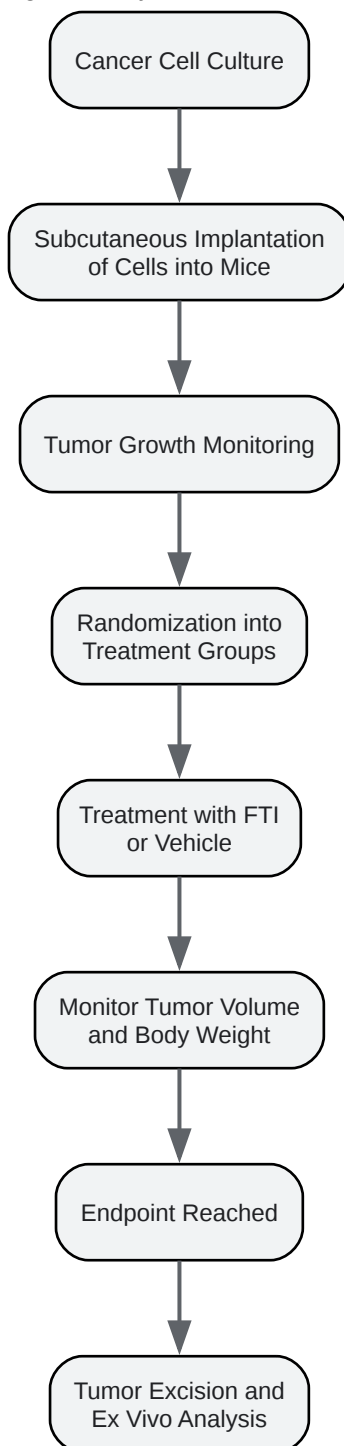 Cancer Cell Culture
Subcutaneous Implantation
of Cells into Mice
Tumor Growth Monitoring
Randomization into
Treatment Groups
Treatment with FTI
or Vehicle
Monitor Tumor Volume
and Body Weight
Endpoint Reached
Tumor Excision and
Ex Vivo Analysis